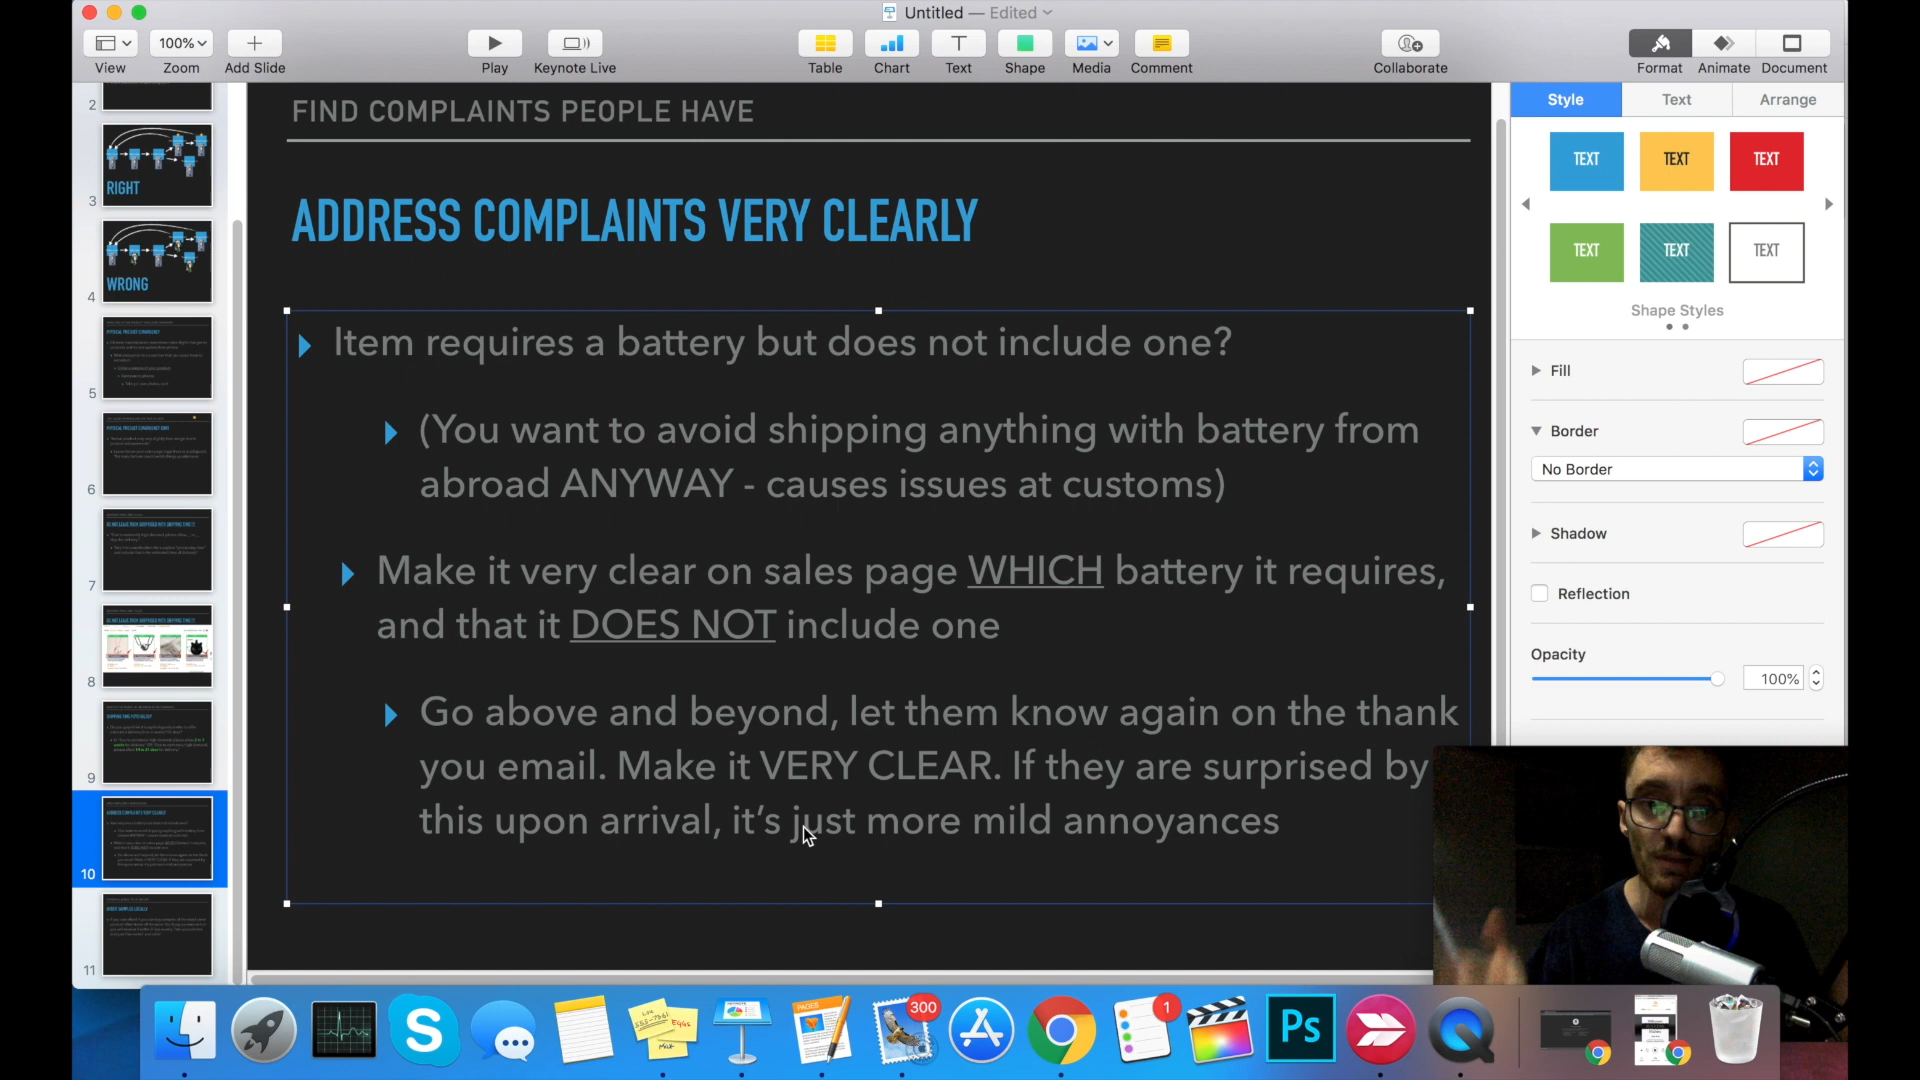 Untitled — Edited
100%
View
Zoom
Add Slide
Play
Keynote Live
Table
Chart
Text
Shape
Media
Comment
Collaborate
Format
Animate
Document
2
RIGHT
3
WRONG
4
5
6
7
8
9
10
11
FIND COMPLAINTS PEOPLE HAVE
ADDRESS COMPLAINTS VERY CLEARLY
Item requires a battery but does not include one?
(You want to avoid shipping anything with battery from
abroad ANYWAY - causes issues at customs)
Make it very clear on sales page WHICH battery it requires,
and that it DOES NOT include one
Go above and beyond, let them know again on the thank
you email. Make it VERY CLEAR. If they are surprised by
this upon arrival, it's just more mild annoyances
Style
Text
Arrange
TEXT
TEXT
TEXT
TEXT
TEXT
TEXT
Shape Styles
Fill
Border
No Border
Shadow
Reflection
Opacity
100%
S
PAGES
300
1
Ps